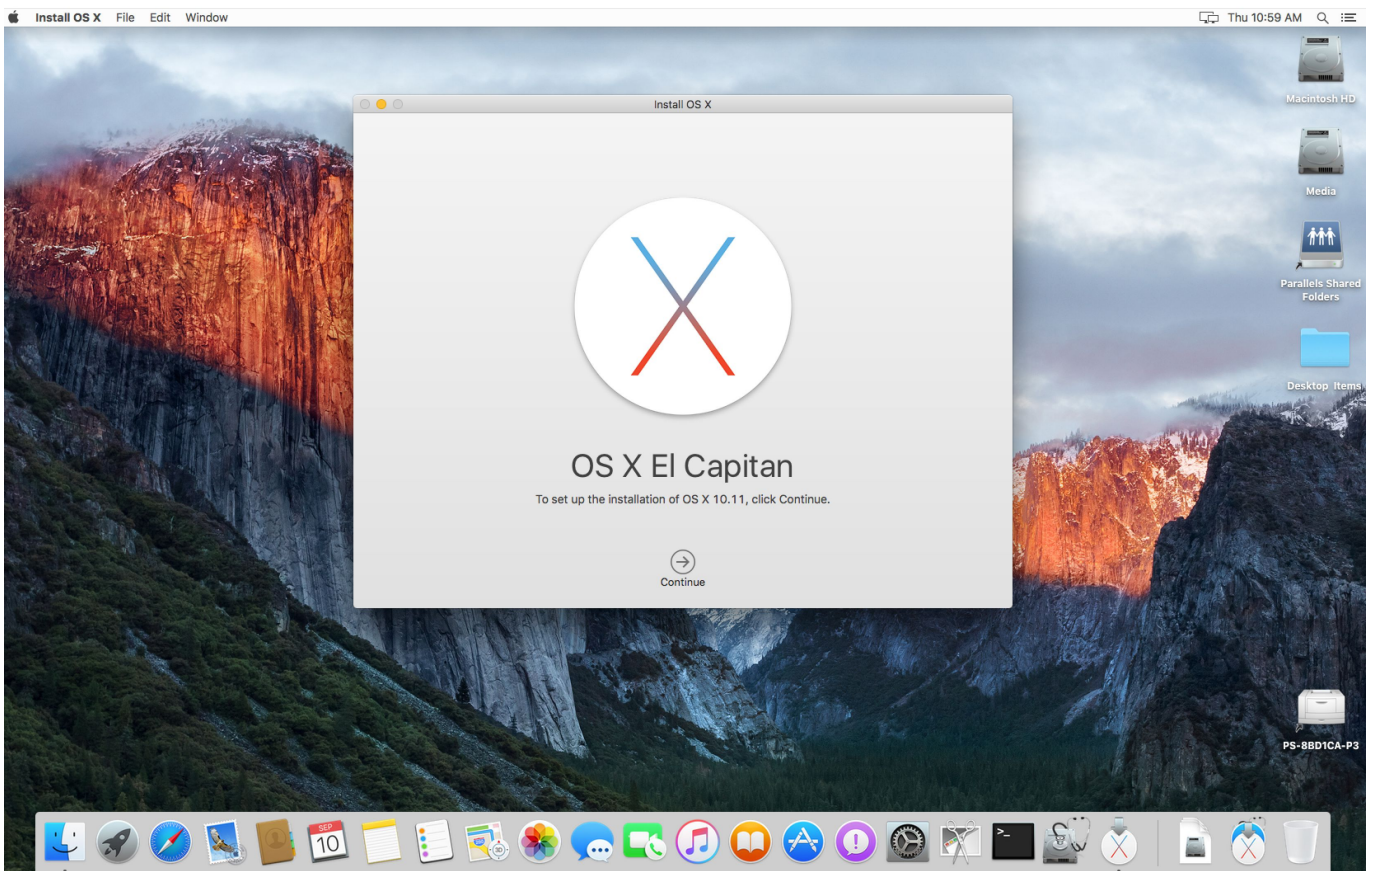 Install OS X File Edit Window
Thu 10:59 AM
Install OS X
OS X El Capitan
To set up the installation of OS X 10.11, click Continue.
Continue
Macintosh HD
Media
Parallels Shared
Folders
Desktop Items
PS-8BD1CA-P3
SEP
10
3D
>_